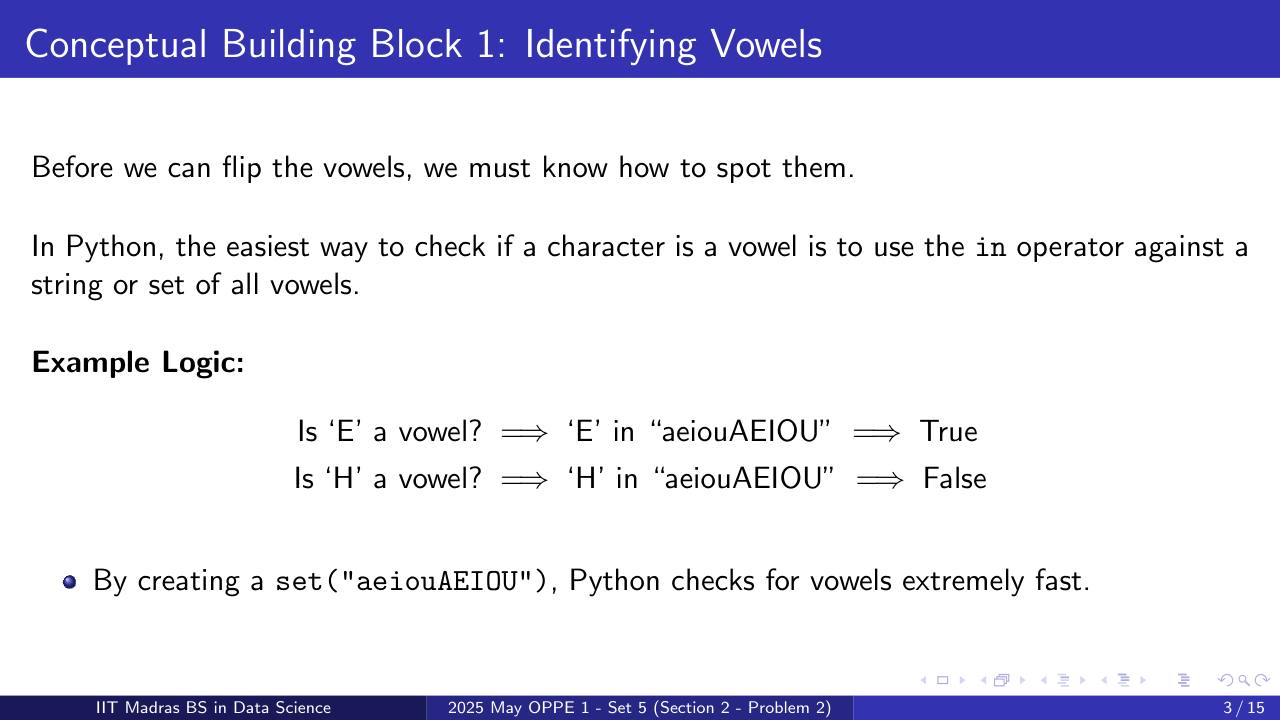 Conceptual Building Block 1: Identifying Vowels
Before we can flip the vowels, we must know how to spot them.
In Python, the easiest way to check if a character is a vowel is to use the in operator against a
string or set of all vowels.
Example Logic:
Is ‘E’ a vowel? ⟹ ‘E’ in “aeiouAEIOU” ⟹ True
Is ‘H’ a vowel? ⟹ ‘H’ in “aeiouAEIOU” ⟹ False
By creating a set("aeiouAEIOU"), Python checks for vowels extremely fast.
IIT Madras BS in Data Science 2025 May OPPE 1 - Set 5 (Section 2 - Problem 2) 3 / 15